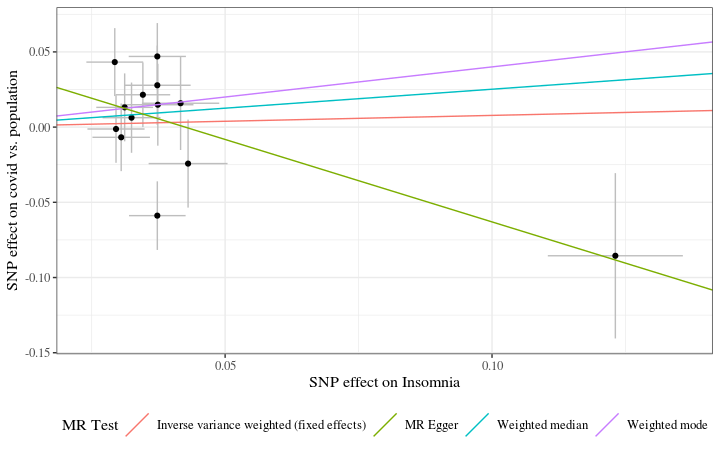 SNP effect on covid vs. population
0.05
0.00
-0.05
-0.10
-0.15
0.05
0.10
SNP effect on Insomnia
MR Test
Inverse variance weighted (fixed effects)
MR Egger
Weighted median
Weighted mode